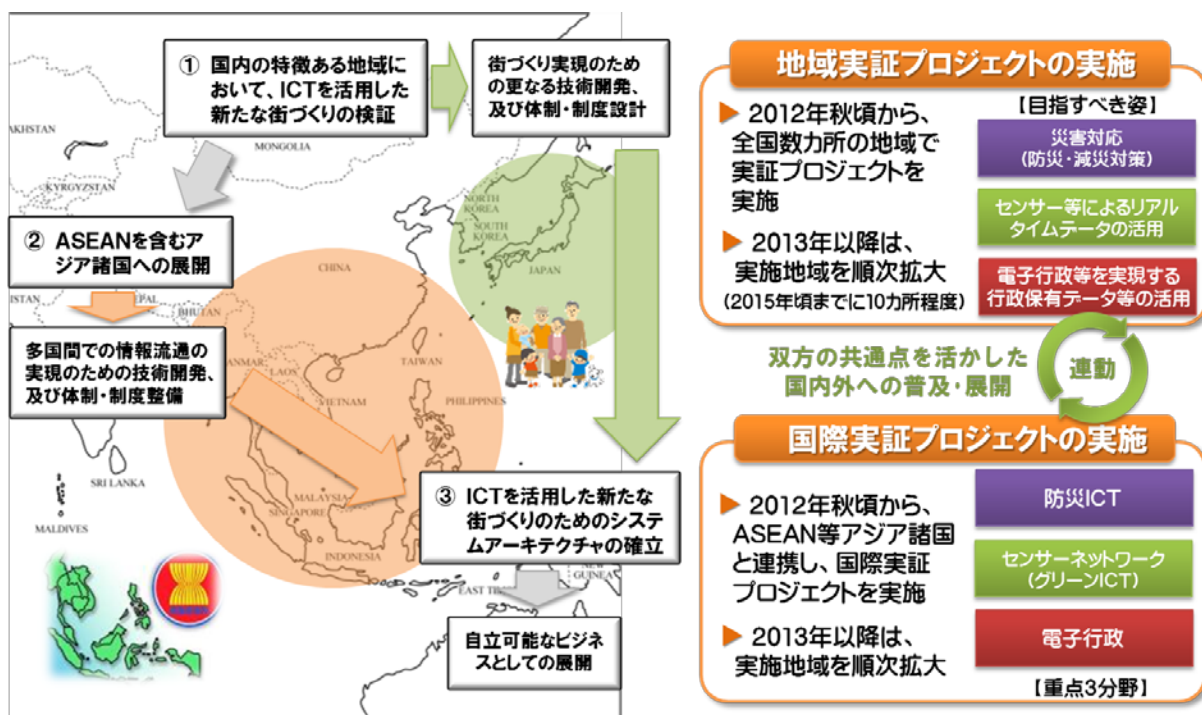 ① 国内の特徴ある地域に
おいて、ICTを活用した
新たな街づくりの検証
街づくり実現のため
の更なる技術開発、
及び体制・制度設計
MONGOLIA
KYRGYZSTAN
② ASEANを含むア
ジア諸国への展開
NORTH
KOREA
SOUTH
KOREA
JAPAN
CHINA
BHUTAN
多国間での情報流通の
実現のための技術開発、
及び体制・制度整備
TAIWAN
LAOS
VIETNAM
PHILIPPINES
SRI LANKA
MALDIVES
MALAYSIA
SINGAPORE
INDONESIA
③ ICTを活用した新たな
街づくりのためのシステ
ムアーキテクチャの確立
GUINEA
自立可能なビジネ
スとしての展開
地域実証プロジェクトの実施
▶ 2012年秋頃から、
全国数カ所の地域で
実証プロジェクトを
実施
▶ 2013年以降は、
実施地域を順次拡大
(2015年頃までに10カ所程度)
【目指すべき姿】
災害対応
(防災・減災対策)
センサー等によるリアル
タイムデータの活用
電子行政等を実現する
行政保有データ等の活用
双方の共通点を活かした
国内外への普及・展開
連動
国際実証プロジェクトの実施
▶ 2012年秋頃から、
ASEAN等アジア諸国
と連携し、国際実証
プロジェクトを実施
▶ 2013年以降は、
実施地域を順次拡大
防災ICT
センサーネットワーク
(グリーンICT)
電子行政
【重点3分野】